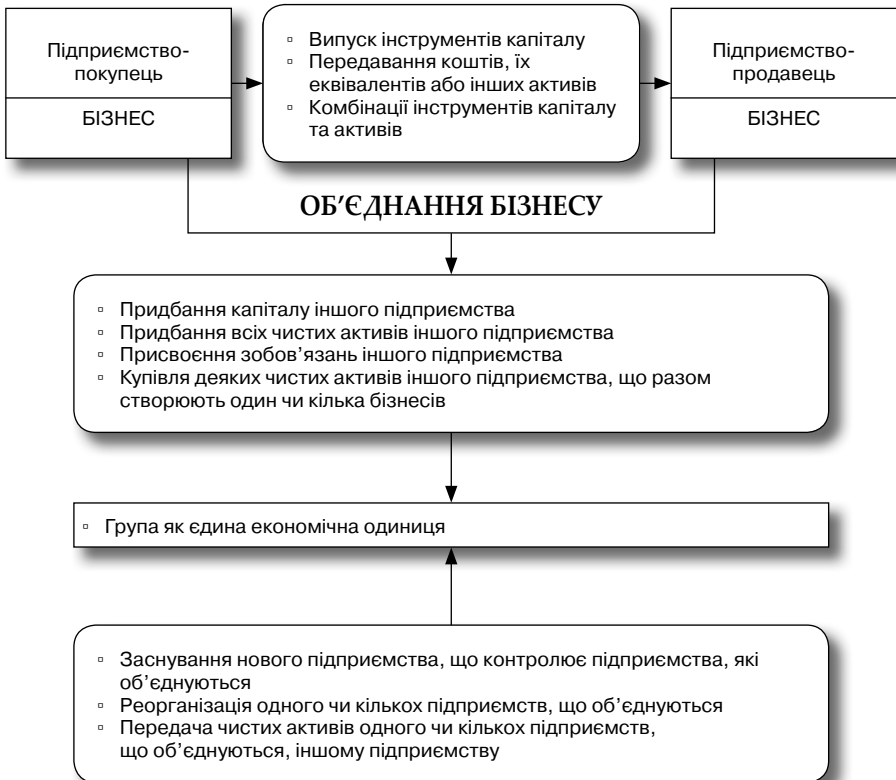 Підприємство-
покупець
БІЗНЕС
▫ Випуск інструментів капіталу
▫ Передавання коштів, їх
еквівалентів або інших активів
▫ Комбінації інструментів капіталу
та активів
Підприємство-
продавець
БІЗНЕС
ОБ’ЄДНАННЯ БІЗНЕСУ
▫ Придбання капіталу іншого підприємства
▫ Придбання всіх чистих активів іншого підприємства
▫ Присвоєння зобов’язань іншого підприємства
▫ Купівля деяких чистих активів іншого підприємства, що разом
створюють один чи кілька бізнесів
▫ Група як єдина економічна одиниця
▫ Заснування нового підприємства, що контролює підприємства, які
об’єднуються
▫ Реорганізація одного чи кількох підприємств, що об’єднуються
▫ Передача чистих активів одного чи кількох підприємств,
що об’єднуються, іншому підприємству